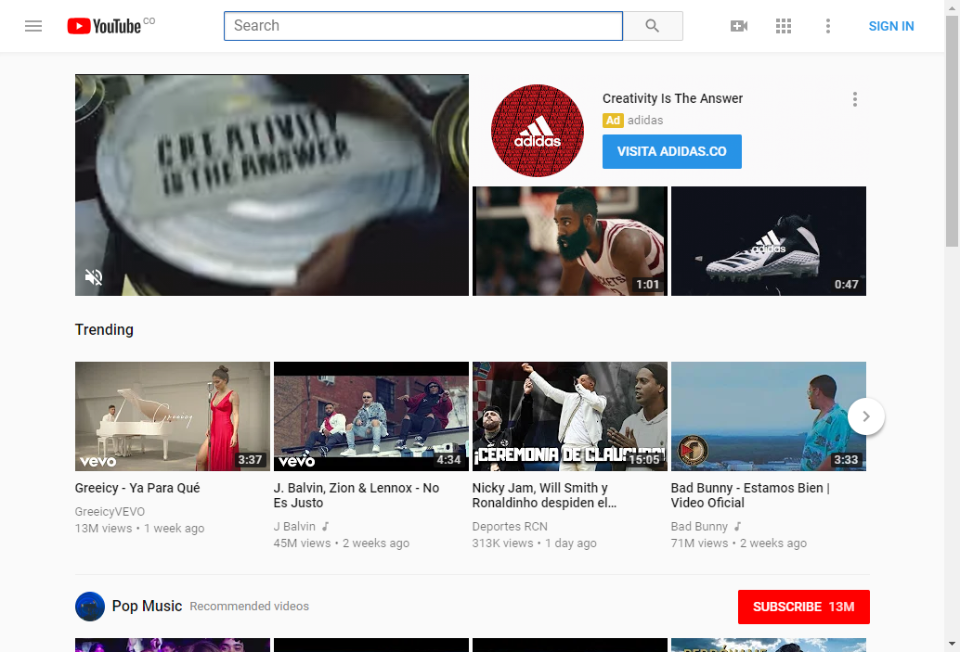 YouTube CO
Search
SIGN IN
CREATIVITY
IS THE ANSWER
adidas
Creativity Is The Answer
Ad adidas
VISITA ADIDAS.CO
1:01
adidas
0:47
Trending
Greeicy
vevo
3:37
vevo
4:34
¡CEREMONIA DE CLAUSURA!
15:05
3:33
Greeicy - Ya Para Qué
GreeicyVEVO
13M views • 1 week ago
J. Balvin, Zion & Lennox - No
Es Justo
J Balvin
45M views • 2 weeks ago
Nicky Jam, Will Smith y
Ronaldinho despiden el...
Deportes RCN
313K views • 1 day ago
Bad Bunny - Estamos Bien |
Video Oficial
Bad Bunny
71M views • 2 weeks ago
Pop Music Recommended videos
SUBSCRIBE 13M